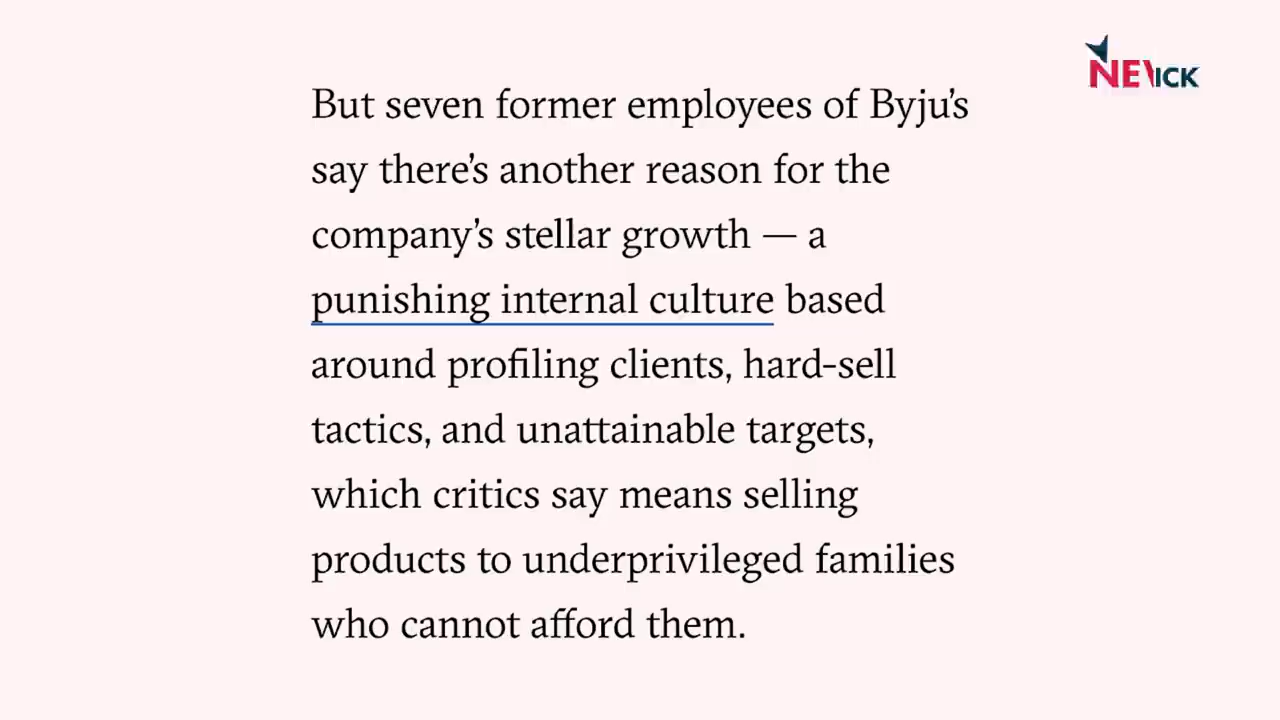 NEWICK
But seven former employees of Byju’s
say there’s another reason for the
company’s stellar growth — a
punishing internal culture based
around profiling clients, hard-sell
tactics, and unattainable targets,
which critics say means selling
products to underprivileged families
who cannot afford them.